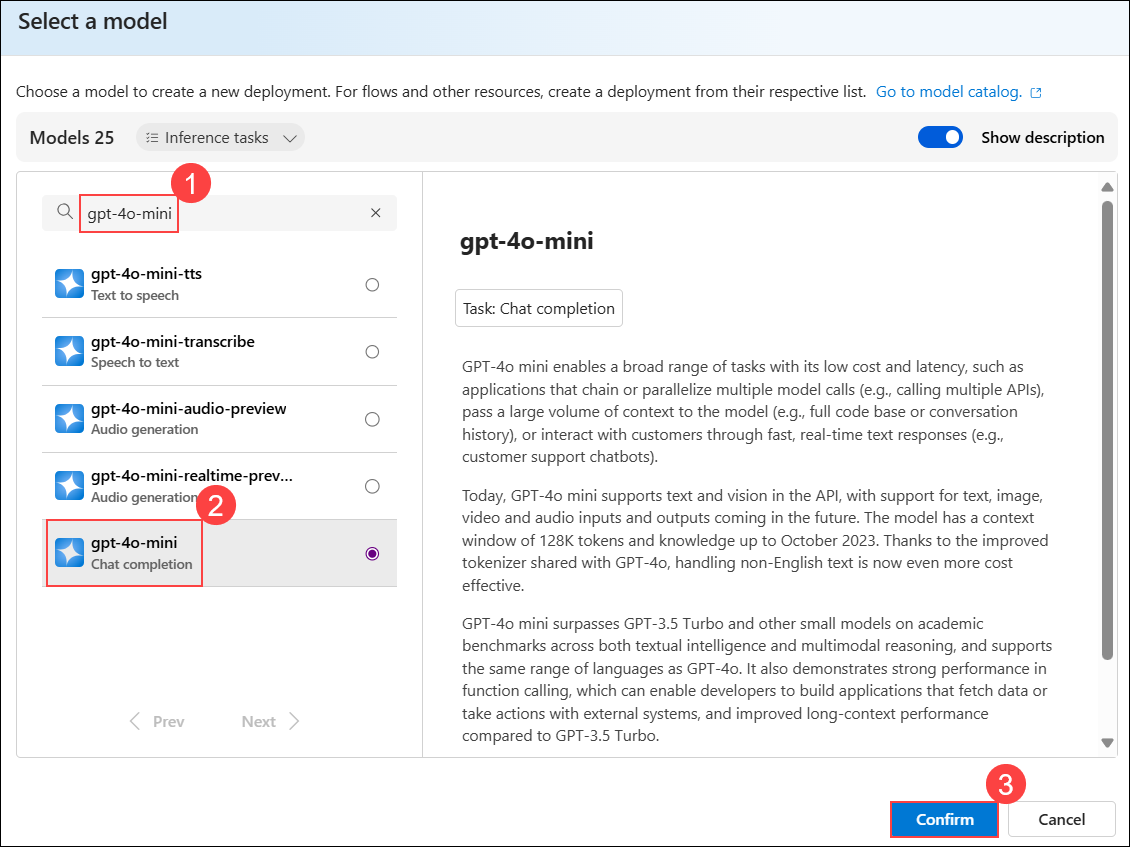 Select a model
Choose a model to create a new deployment. For flows and other resources, create a deployment from their respective list. Go to model catalog.
Models 25
Inference tasks
Show description
1
gpt-4o-mini
gpt-4o-mini-tts
Text to speech
gpt-4o-mini-transcribe
Speech to text
gpt-4o-mini-audio-preview
Audio generation
gpt-4o-mini-realtime-prev...
Audio generation
2
gpt-4o-mini
Chat completion
Prev
Next
gpt-4o-mini
Task: Chat completion
GPT-4o mini enables a broad range of tasks with its low cost and latency, such as
applications that chain or parallelize multiple model calls (e.g., calling multiple APIs),
pass a large volume of context to the model (e.g., full code base or conversation
history), or interact with customers through fast, real-time text responses (e.g.,
customer support chatbots).
Today, GPT-4o mini supports text and vision in the API, with support for text, image,
video and audio inputs and outputs coming in the future. The model has a context
window of 128K tokens and knowledge up to October 2023. Thanks to the improved
tokenizer shared with GPT-4o, handling non-English text is now even more cost
effective.
GPT-4o mini surpasses GPT-3.5 Turbo and other small models on academic
benchmarks across both textual intelligence and multimodal reasoning, and supports
the same range of languages as GPT-4o. It also demonstrates strong performance in
function calling, which can enable developers to build applications that fetch data or
take actions with external systems, and improved long-context performance
compared to GPT-3.5 Turbo.
3
Confirm
Cancel